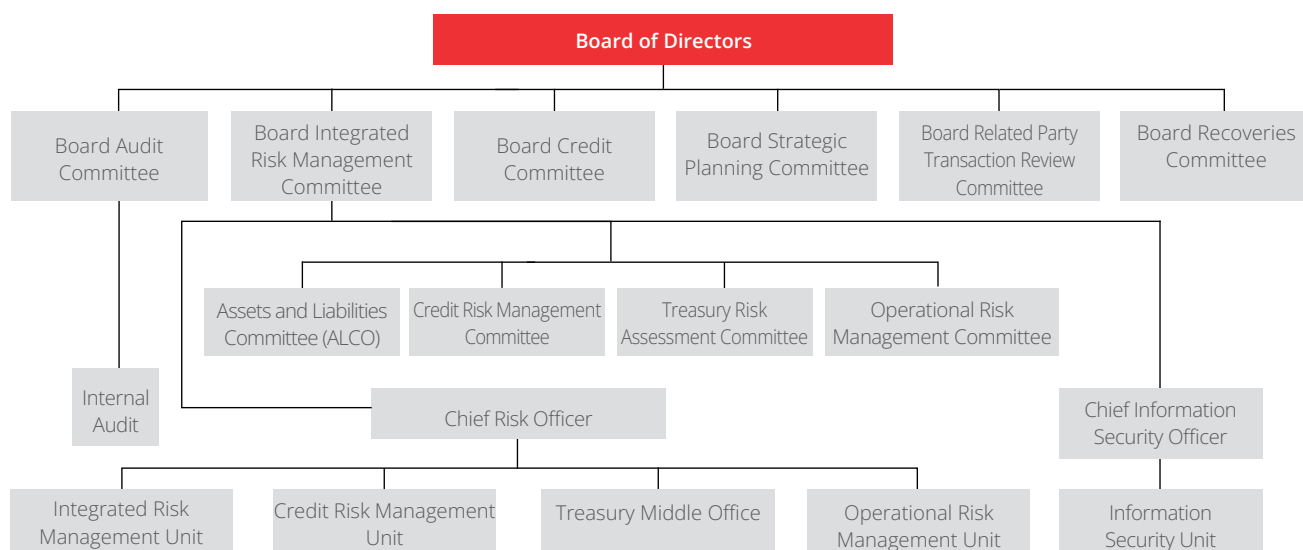 Board of Directors
Board Audit
Committee
Board Integrated
Risk Management
Committee
Board Credit
Committee
Board Strategic
Planning Committee
Board Related Party
Transaction Review
Committee
Board Recoveries
Committee
Assets and Liabilities
Committee (ALCO)
Credit Risk Management
Committee
Treasury Risk
Assessment Committee
Operational Risk
Management Committee
Internal
Audit
Chief Risk Officer
Chief Information
Security Officer
Integrated Risk
Management Unit
Credit Risk Management
Unit
Treasury Middle Office
Operational Risk
Management Unit
Information
Security Unit